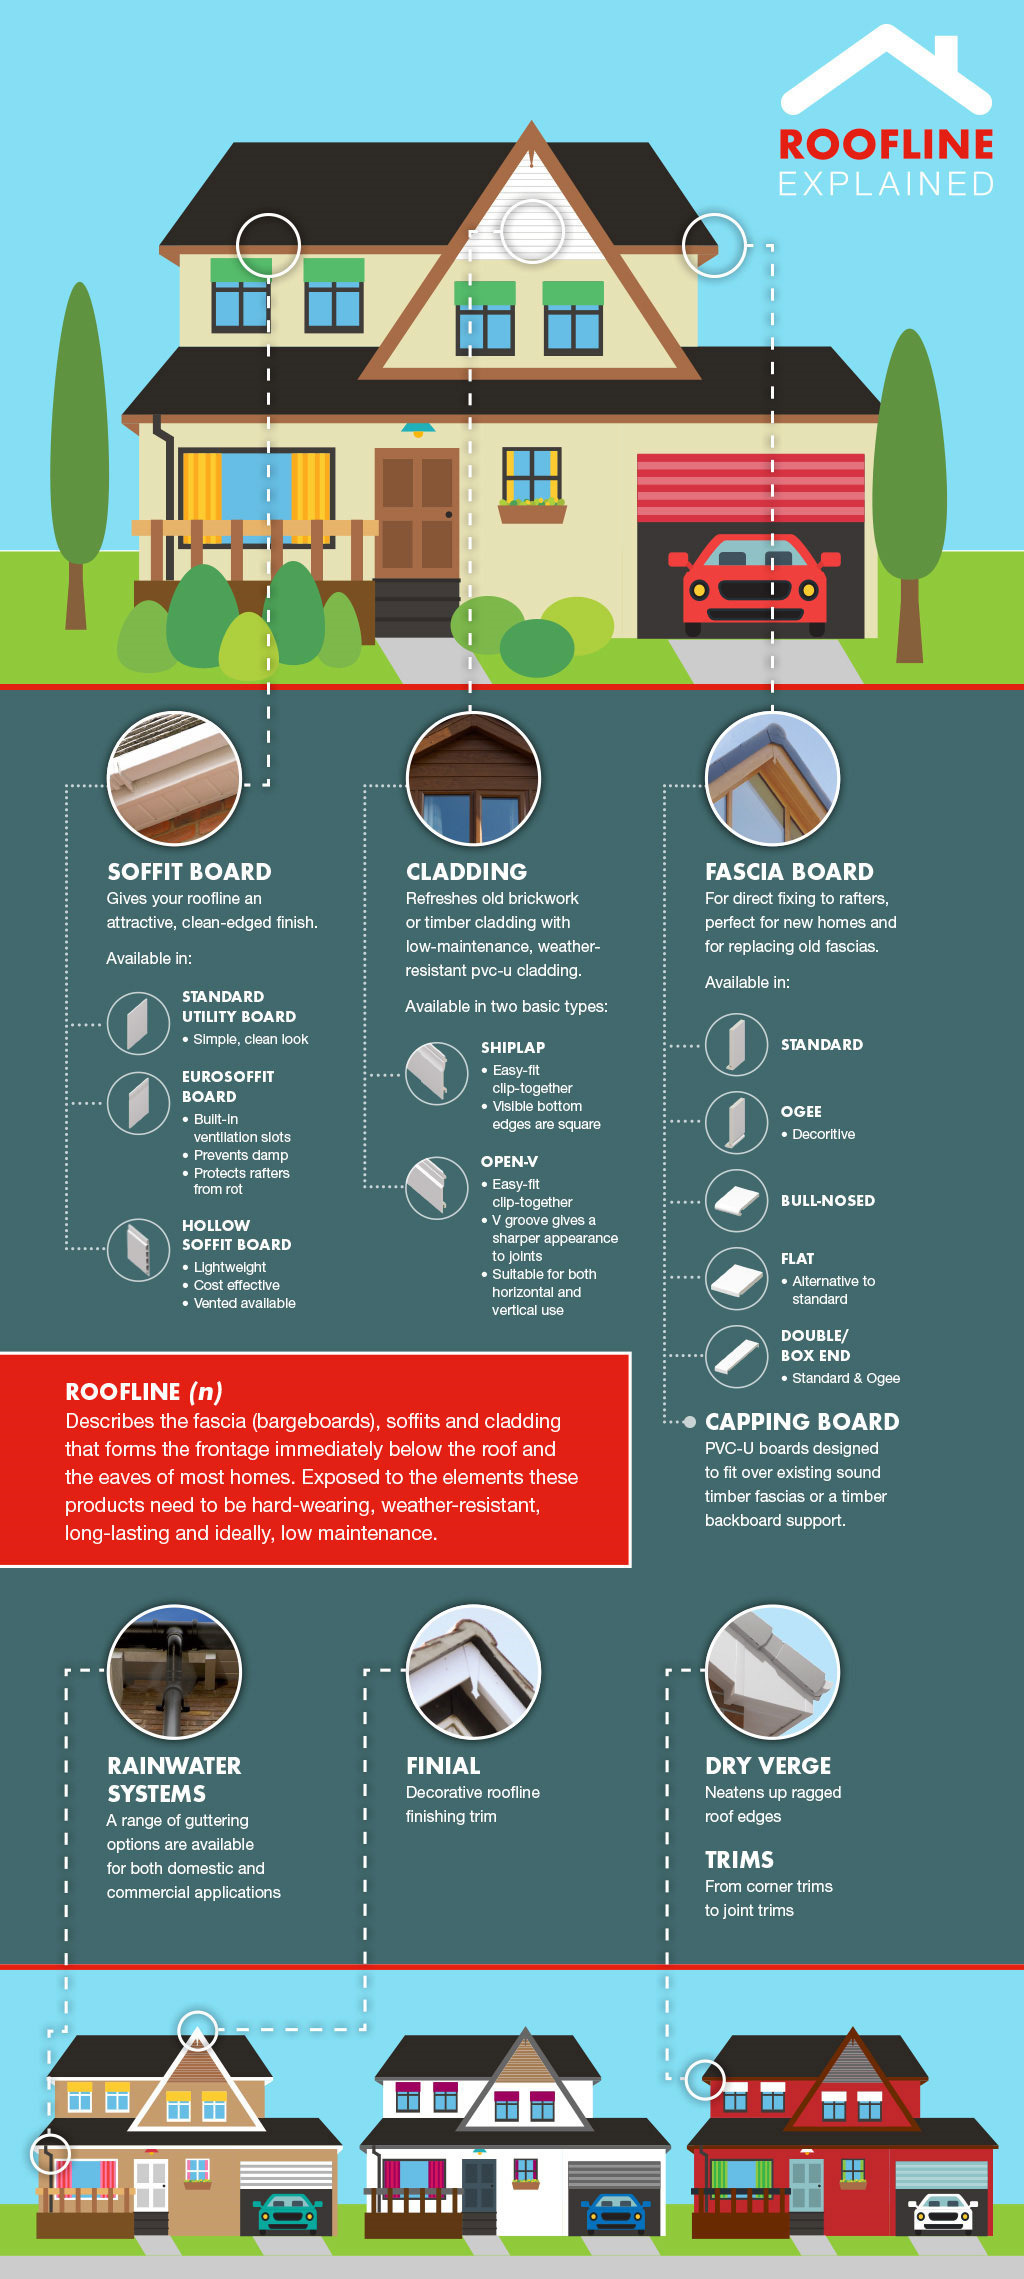 ROOFLINE
EXPLAINED
SOFFIT BOARD
Gives your roofline an
attractive, clean-edged finish.
Available in:
STANDARD
UTILITY BOARD
• Simple, clean look
EUROSOFFIT
BOARD
• Built-in
ventilation slots
• Prevents damp
• Protects rafters
from rot
HOLLOW
SOFFIT BOARD
• Lightweight
• Cost effective
• Vented available
CLADDING
Refreshes old brickwork
or timber cladding with
low-maintenance, weather-
resistant pvc-u cladding.
Available in two basic types:
SHIPLAP
• Easy-fit
clip-together
• Visible bottom
edges are square
OPEN-V
• Easy-fit
clip-together
• V groove gives a
sharper appearance
to joints
• Suitable for both
horizontal and
vertical use
FASCIA BOARD
For direct fixing to rafters,
perfect for new homes and
for replacing old fascias.
Available in:
STANDARD
OGEE
• Decoritive
BULL-NOSED
FLAT
• Alternative to
standard
DOUBLE/
BOX END
• Standard & Ogee
CAPPING BOARD
PVC-U boards designed
to fit over existing sound
timber fascias or a timber
backboard support.
ROOFLINE (n)
Describes the fascia (bargeboards), soffits and cladding
that forms the frontage immediately below the roof and
the eaves of most homes. Exposed to the elements these
products need to be hard-wearing, weather-resistant,
long-lasting and ideally, low maintenance.
RAINWATER
SYSTEMS
A range of guttering
options are available
for both domestic and
commercial applications
FINIAL
Decorative roofline
finishing trim
DRY VERGE
Neatens up ragged
roof edges
TRIMS
From corner trims
to joint trims